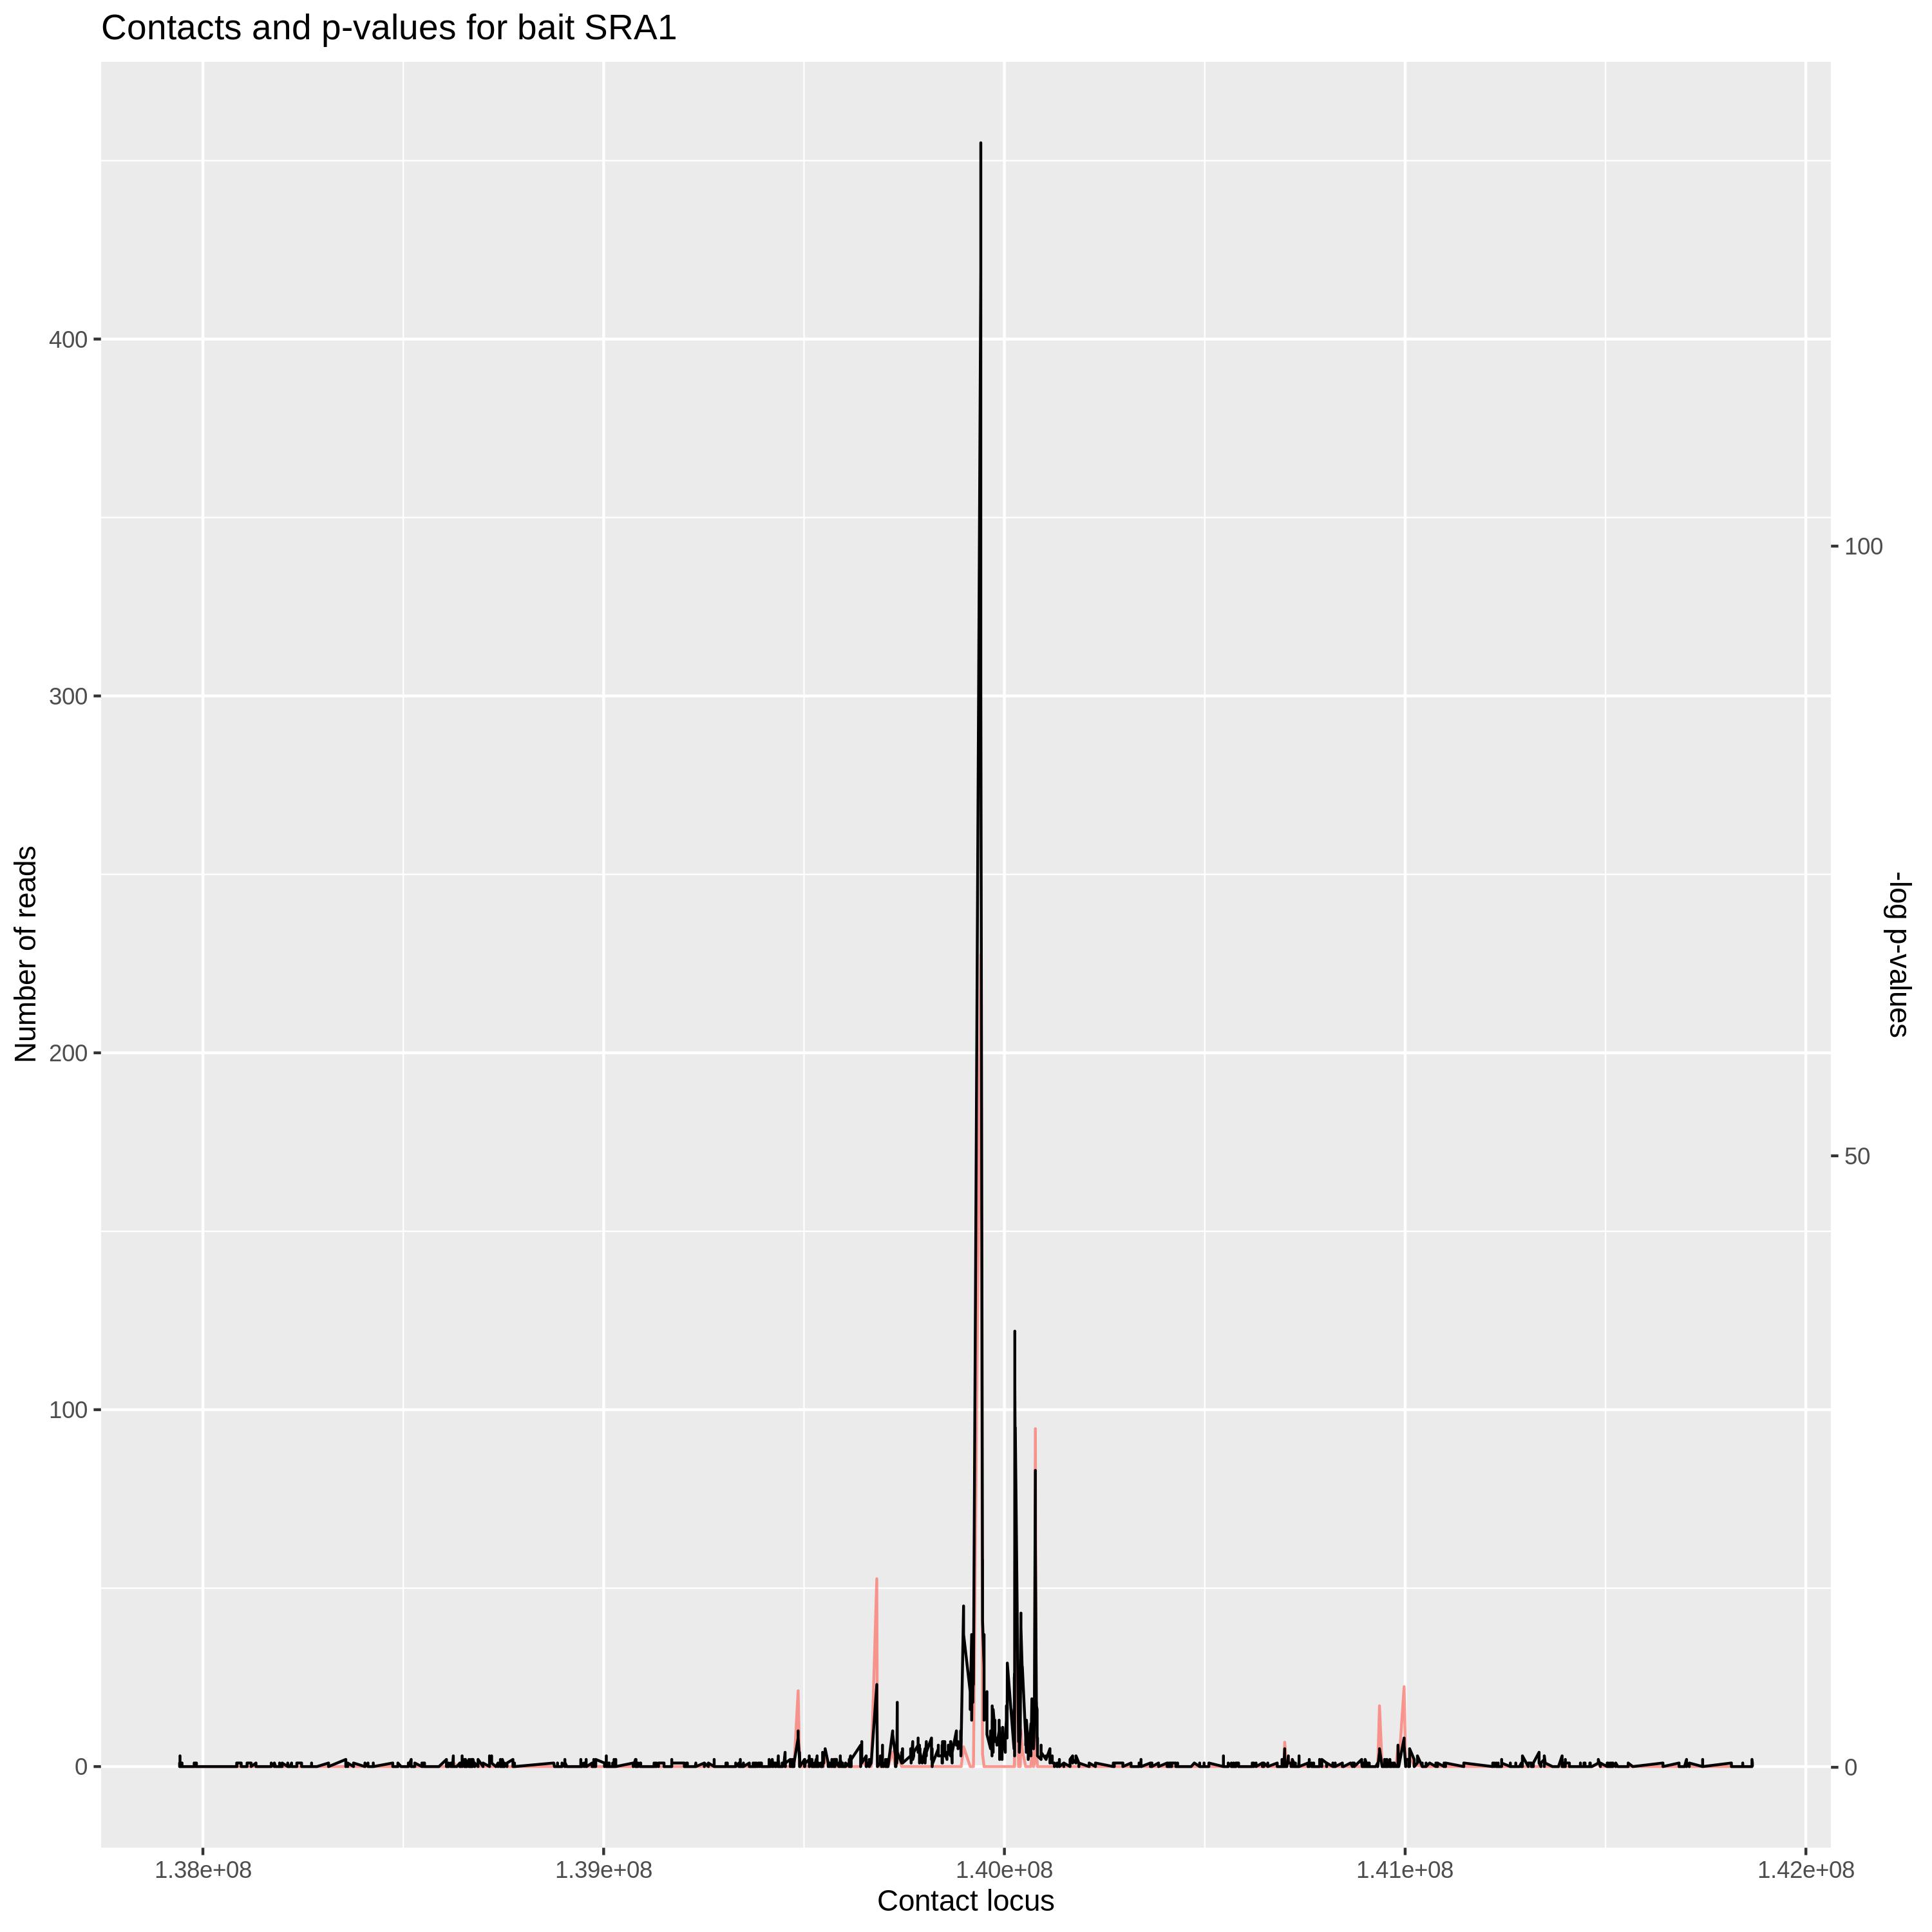 Contacts and p-values for bait SRA1
400
300
200
100
0
Number of reads
100
50
0
-log p-values
1.38e+08
1.39e+08
1.40e+08
1.41e+08
1.42e+08
Contact locus